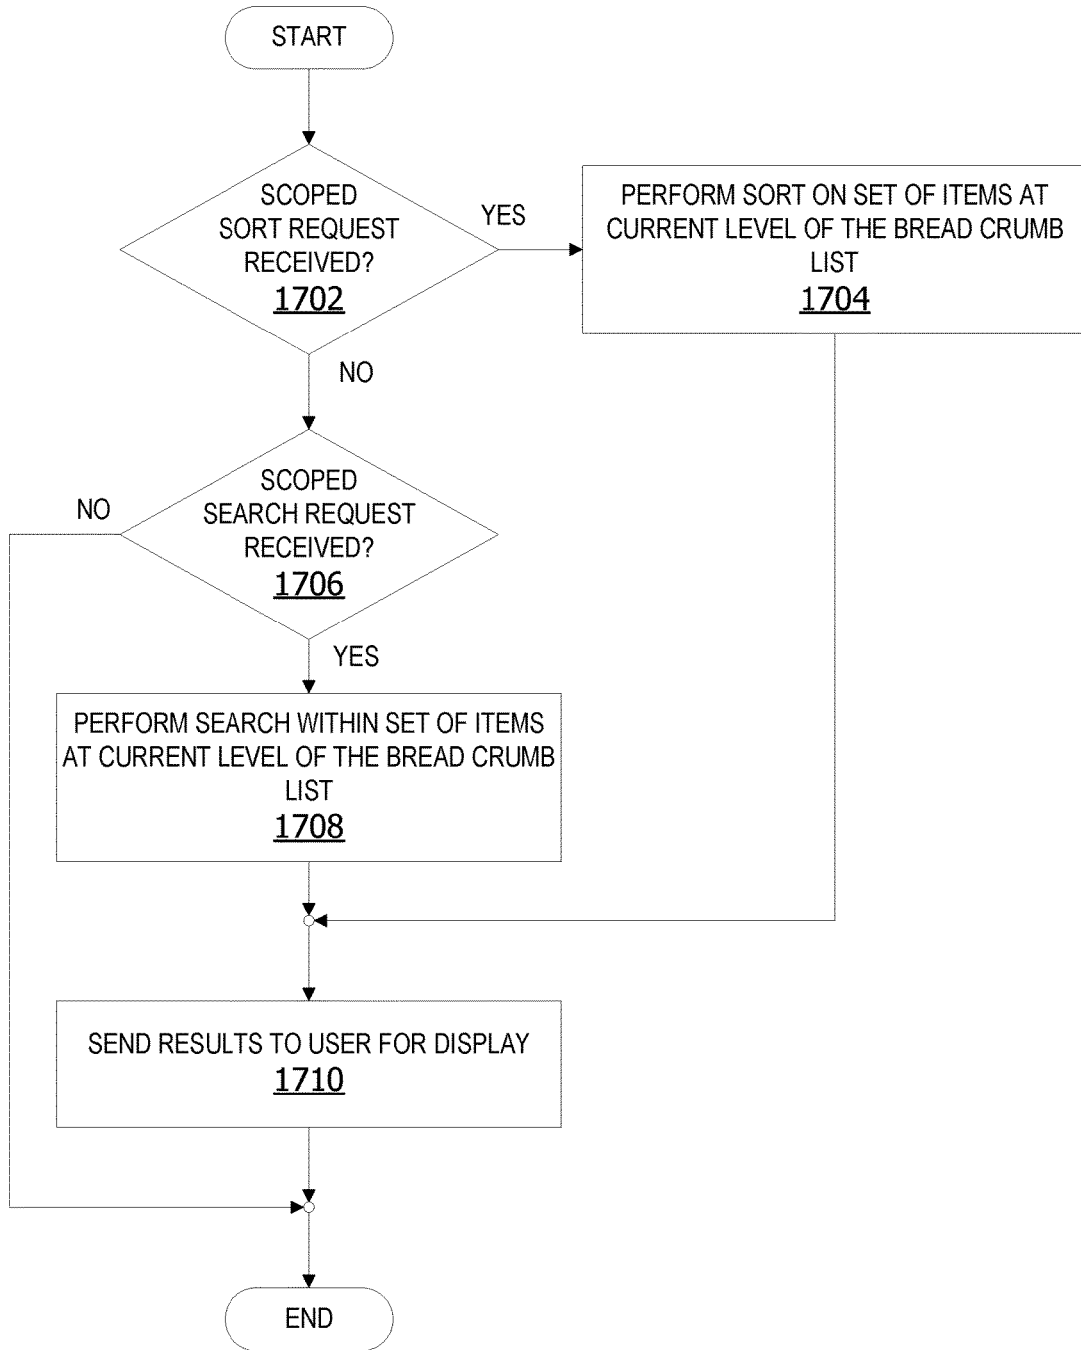 START
SCOPED
SORT REQUEST
RECEIVED?
1702
YES
PERFORM SORT ON SET OF ITEMS AT
CURRENT LEVEL OF THE BREAD CRUMB
LIST
1704
NO
SCOPED
SEARCH REQUEST
RECEIVED?
1706
NO
YES
PERFORM SEARCH WITHIN SET OF ITEMS
AT CURRENT LEVEL OF THE BREAD CRUMB
LIST
1708
SEND RESULTS TO USER FOR DISPLAY
1710
END